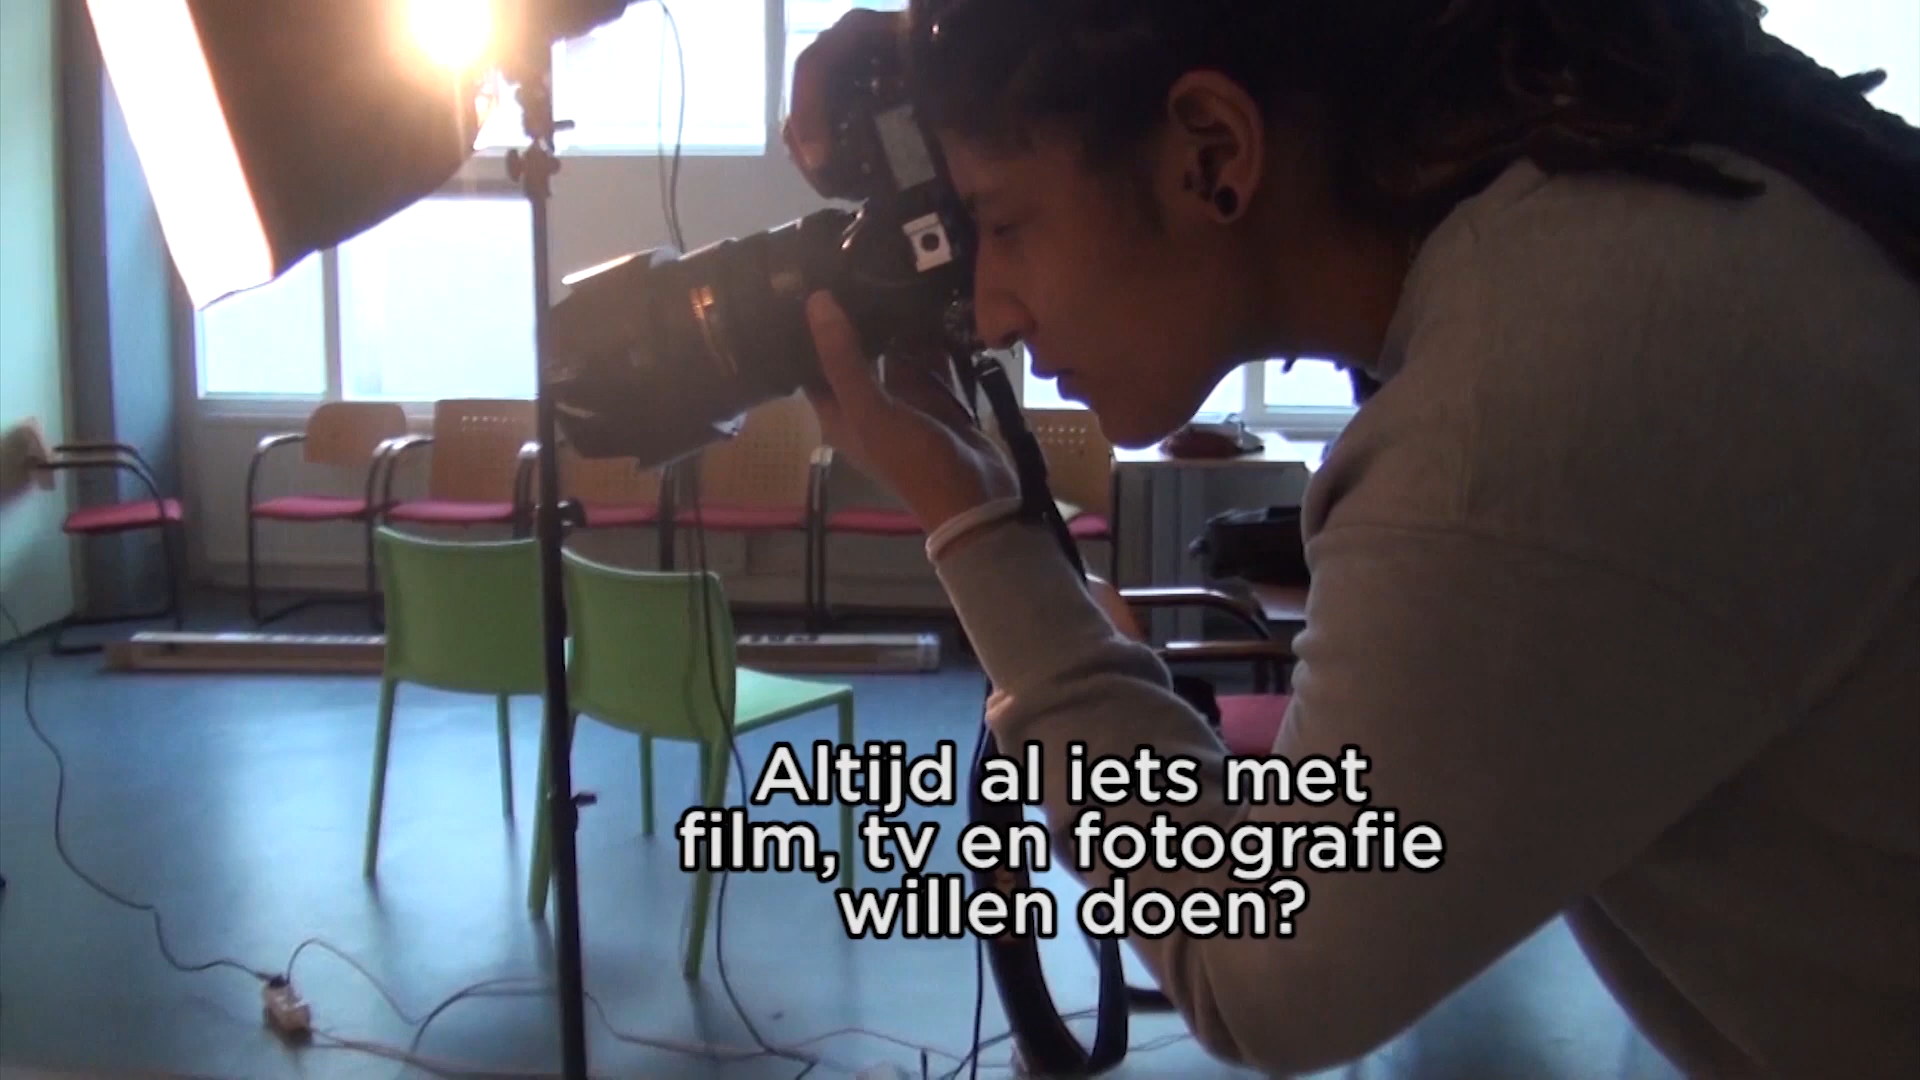 Altijd al iets met
film, tv en fotografie
willen doen?